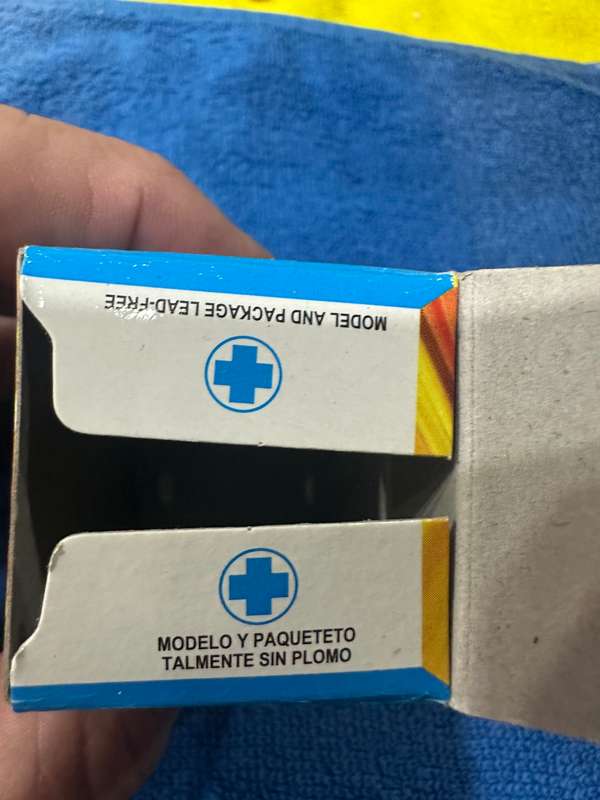 MODEL AND PACKAGE LEAD-FREE
MODELO Y PAQUETETO
TALMENTE SIN PLOMO